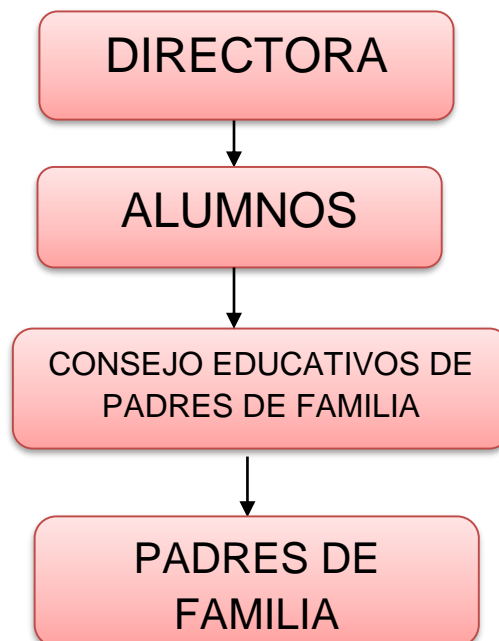 DIRECTORA
ALUMNOS
CONSEJO EDUCATIVOS DE
PADRES DE FAMILIA
PADRES DE
FAMILIA